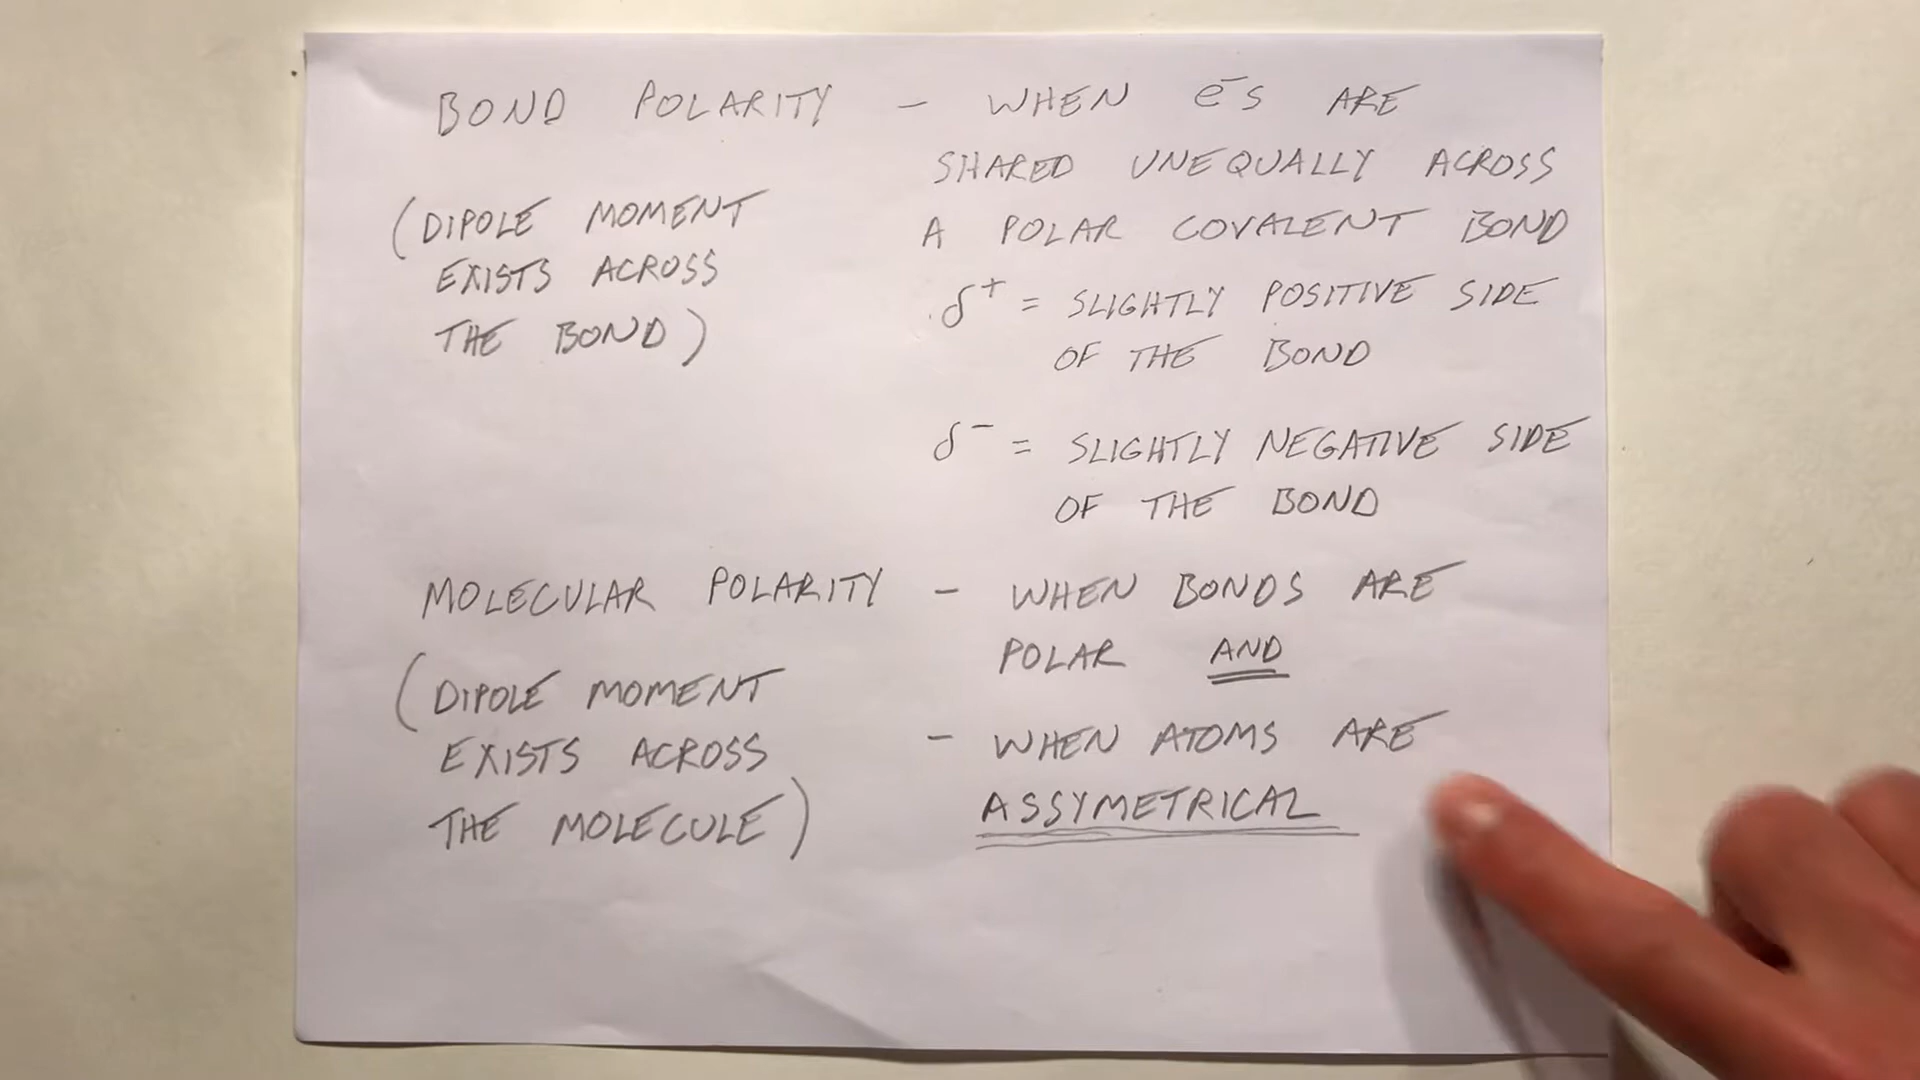 BOND POLARITY - WHEN e⁻s ARE
SHARED UNEQUALLY ACROSS
A POLAR COVALENT BOND
(DIPOLE MOMENT
EXISTS ACROSS
THE BOND)
δ⁺ = SLIGHTLY POSITIVE SIDE
OF THE BOND
δ⁻ = SLIGHTLY NEGATIVE SIDE
OF THE BOND
MOLECULAR POLARITY - WHEN BONDS ARE
POLAR AND
(DIPOLE MOMENT
EXISTS ACROSS
THE MOLECULE)
- WHEN ATOMS ARE
ASSYMETRICAL